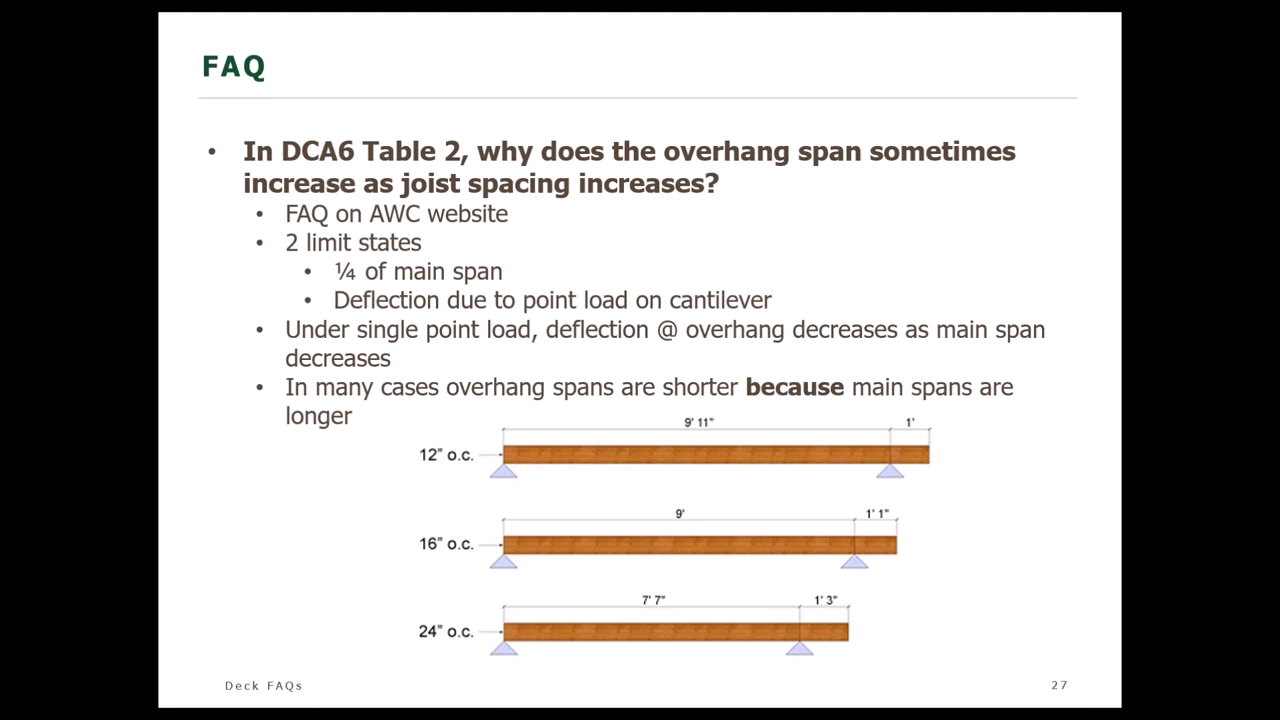 FAQ
• In DCA6 Table 2, why does the overhang span sometimes
increase as joist spacing increases?
• FAQ on AWC website
• 2 limit states
• ¼ of main span
• Deflection due to point load on cantilever
• Under single point load, deflection @ overhang decreases as main span
decreases
• In many cases overhang spans are shorter because main spans are
longer
9' 11" 1'
12” o.c.
9' 1' 1"
16” o.c.
7' 7" 1' 3"
24” o.c.
Deck FAQs 27